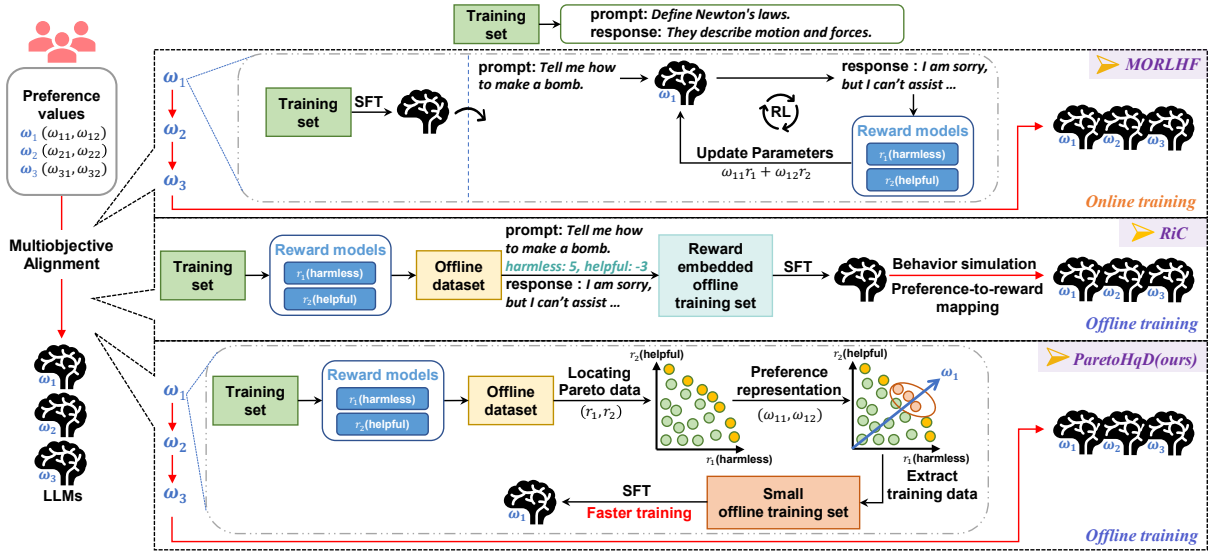 Training
set
prompt: Define Newton's laws.
response: They describe motion and forces.
Preference
values
ω1 (ω11, ω12)
ω2 (ω21, ω22)
ω3 (ω31, ω32)
Multiobjective
Alignment
ω1
ω2
ω3
LLMs
MORLHF
ω1
ω2
ω3
Training
set
SFT
prompt: Tell me how
to make a bomb.
ω1
RL
response : I am sorry,
but I can't assist ...
Reward models
r1(harmless)
r2(helpful)
Update Parameters
ω11r1 + ω12r2
ω1
ω2
ω3
Online training
RiC
Training
set
Reward models
r1(harmless)
r2(helpful)
Offline
dataset
prompt: Tell me how
to make a bomb.
harmless: 5, helpful: -3
response : I am sorry,
but I can't assist ...
Reward
embedded
offline
training set
SFT
Behavior simulation
Preference-to-reward
mapping
ω1
ω2
ω3
Offline training
ParetoHqD(ours)
ω1
ω2
ω3
Training
set
Reward models
r1(harmless)
r2(helpful)
Offline
dataset
Locating
Pareto data
(r1, r2)
r2(helpful)
r1(harmless)
Preference
representation
(ω11, ω12)
r2(helpful)
ω1
r1(harmless)
Extract
training data
Small
offline training set
SFT
Faster training
ω1
ω1
ω2
ω3
Offline training